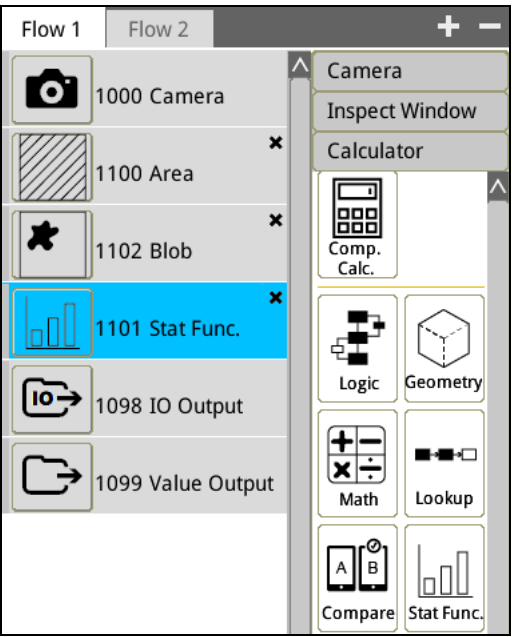 Flow 1
Flow 2
1000 Camera
1100 Area
1102 Blob
1101 Stat Func.
IO
1098 IO Output
1099 Value Output
Camera
Inspect Window
Calculator
Comp.
Calc.
Logic
Geometry
Math
Lookup
A
B
Compare
Stat Func.